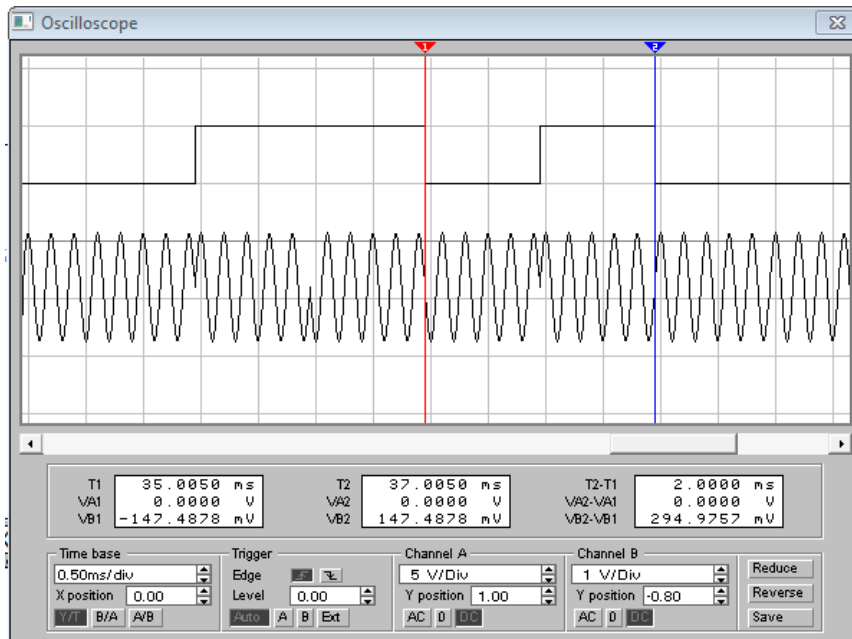 Oscilloscope
1 2
T1 35.0050 ms T2 37.0050 ms T2-T1 2.0000 ms
VA1 0.0000 V VA2 0.0000 V VA2-VA1 0.0000 V
VB1 -147.4878 mV VB2 147.4878 mV VB2-VB1 294.9757 mV
Time base Trigger Channel A Channel B
0.50ms/div Edge 5 V/Div 1 V/Div Reduce
X position 0.00 Level 0.00 Y position 1.00 Y position -0.80 Reverse
Y/T B/A A/B Auto A B Ext AC 0 DC AC 0 DC Save